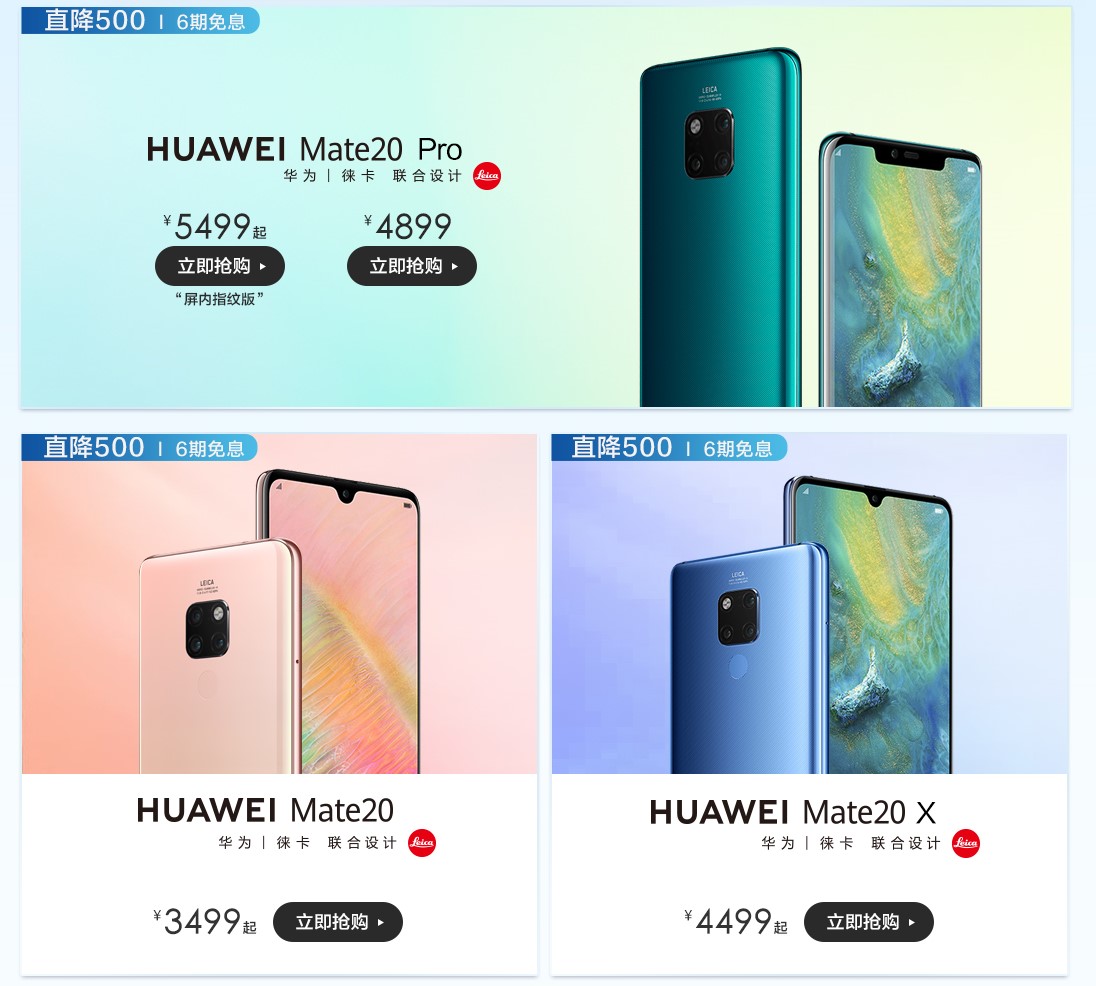 直降500 | 6期免息
HUAWEI Mate20 Pro
华为 | 徕卡 联合设计 Leica
¥5499起 ¥4899
立即抢购 立即抢购
“屏内指纹版”
LEICA
直降500 | 6期免息
LEICA
HUAWEI Mate20
华为 | 徕卡 联合设计 Leica
¥3499起 立即抢购
直降500 | 6期免息
LEICA
HUAWEI Mate20 X
华为 | 徕卡 联合设计 Leica
¥4499起 立即抢购